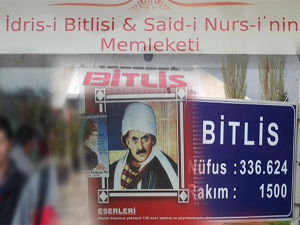 İdris-i Bitlisi & Said-i Nurs-i'nin
Memleketi
BİTLİS
BİTLİS
Nüfus : 336.624
Rakım : 1500
ESERLERİ